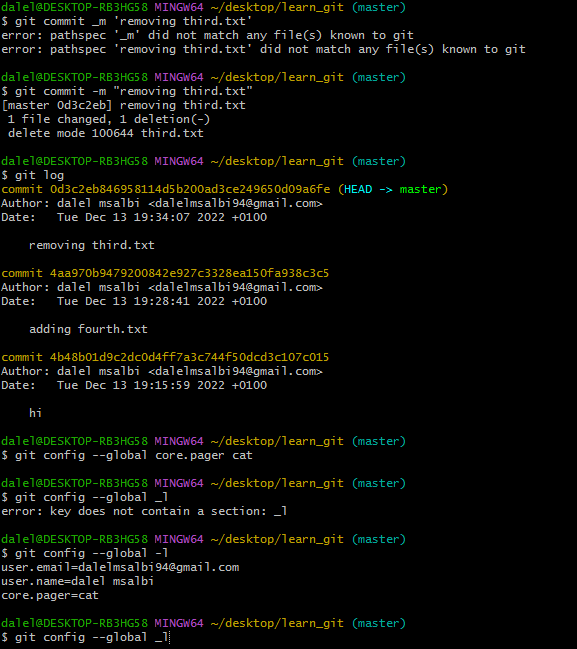 dalel@DESKTOP-RB3HG58 MINGW64 ~/desktop/learn_git (master)
$ git commit _m 'removing third.txt'
error: pathspec '_m' did not match any file(s) known to git
error: pathspec 'removing third.txt' did not match any file(s) known to git
dalel@DESKTOP-RB3HG58 MINGW64 ~/desktop/learn_git (master)
$ git commit -m "removing third.txt"
[master 0d3c2eb] removing third.txt
 1 file changed, 1 deletion(-)
 delete mode 100644 third.txt
dalel@DESKTOP-RB3HG58 MINGW64 ~/desktop/learn_git (master)
$ git log
commit 0d3c2eb846958114d5b200ad3ce249650d09a6fe (HEAD -> master)
Author: dalel msalbi <dalelmsalbi94@gmail.com>
Date:   Tue Dec 13 19:34:07 2022 +0100
    removing third.txt
commit 4aa970b9479200842e927c3328ea150fa938c3c5
Author: dalel msalbi <dalelmsalbi94@gmail.com>
Date:   Tue Dec 13 19:28:41 2022 +0100
    adding fourth.txt
commit 4b48b01d9c2dc0d4ff7a3c744f50dcd3c107c015
Author: dalel msalbi <dalelmsalbi94@gmail.com>
Date:   Tue Dec 13 19:15:59 2022 +0100
    hi
dalel@DESKTOP-RB3HG58 MINGW64 ~/desktop/learn_git (master)
$ git config --global core.pager cat
dalel@DESKTOP-RB3HG58 MINGW64 ~/desktop/learn_git (master)
$ git config --global _l
error: key does not contain a section: _l
dalel@DESKTOP-RB3HG58 MINGW64 ~/desktop/learn_git (master)
$ git config --global -l
user.email=dalelmsalbi94@gmail.com
user.name=dalel msalbi
core.pager=cat
dalel@DESKTOP-RB3HG58 MINGW64 ~/desktop/learn_git (master)
$ git config --global _l